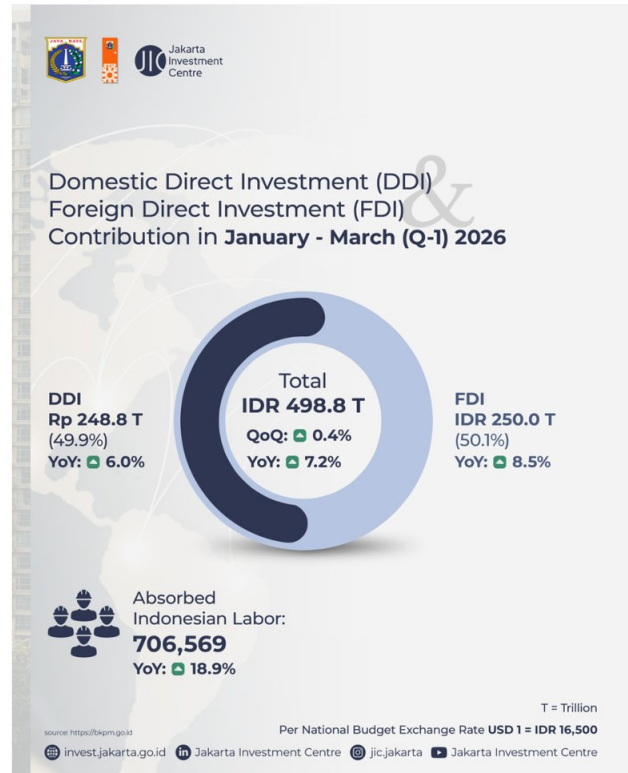 JAYA RAYA
JIC
Jakarta
Investment
Centre
&
Domestic Direct Investment (DDI)
Foreign Direct Investment (FDI)
Contribution in January - March (Q-1) 2026
DDI
Rp 248.8 T
(49.9%)
YoY: 6.0%
Total
IDR 498.8 T
QoQ: 0.4%
YoY: 7.2%
FDI
IDR 250.0 T
(50.1%)
YoY: 8.5%
Absorbed
Indonesian Labor:
706,569
YoY: 18.9%
T = Trillion
source: https://bkpm.go.id
Per National Budget Exchange Rate USD 1 = IDR 16,500
invest.jakarta.go.id in Jakarta Investment Centre jic.jakarta Jakarta Investment Centre